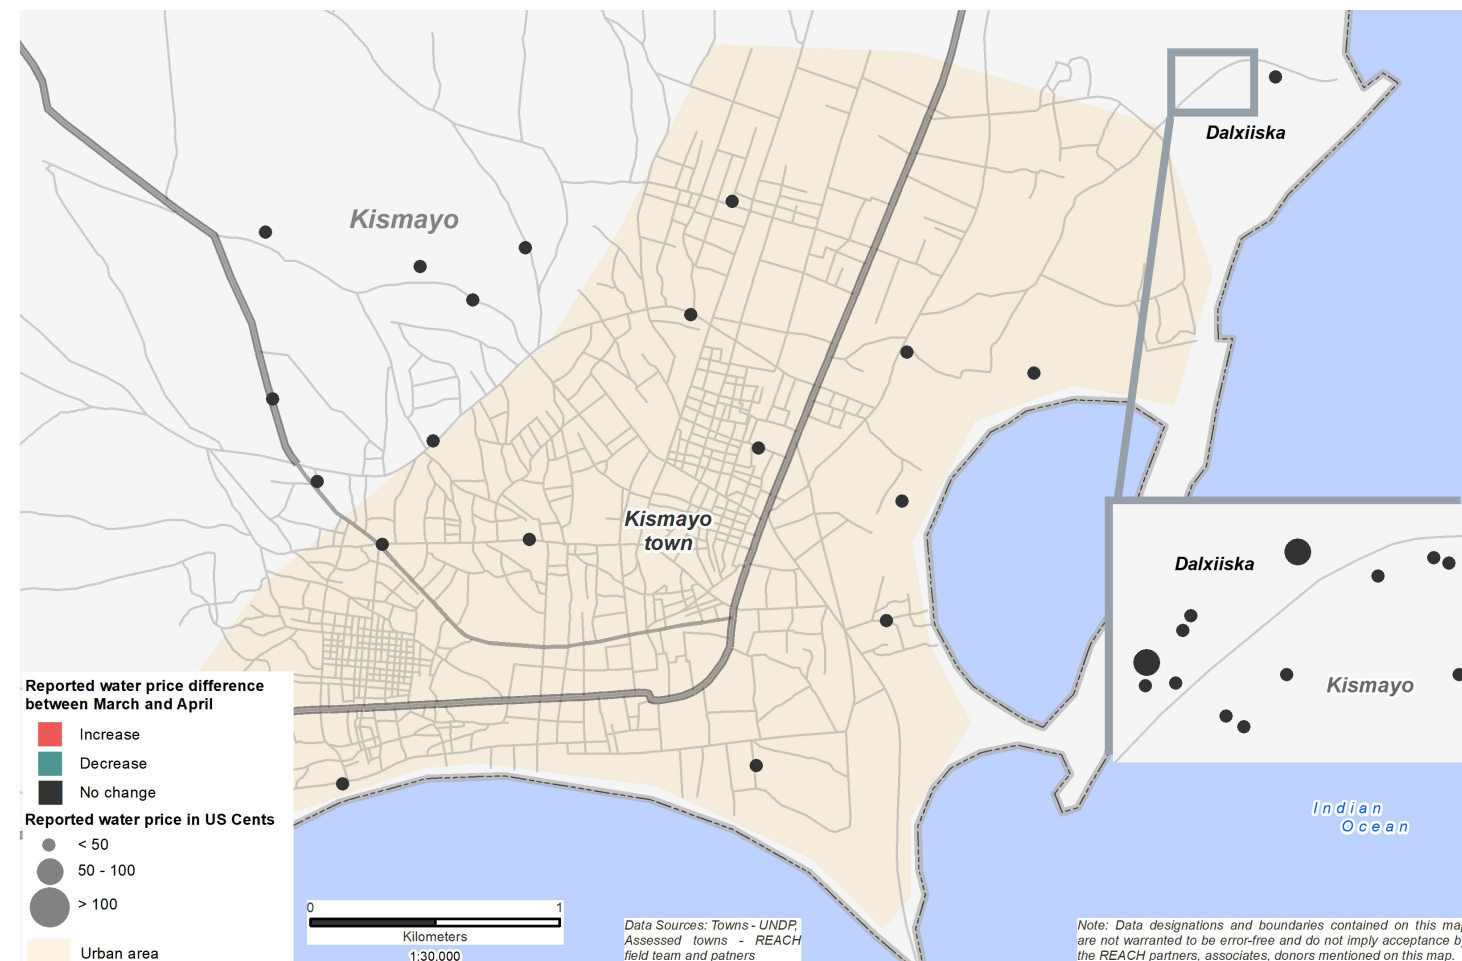 Dalxiiska
Kismayo
Kismayo
town
Dalxiiska
Kismayo
Indian
Ocean
Reported water price difference
between March and April
Increase
Decrease
No change
Reported water price in US Cents
< 50
50 - 100
> 100
Urban area
0 1
Kilometers
1:30,000
Data Sources: Towns - UNDP,
Assessed towns - REACH
field team and patners
Note: Data designations and boundaries contained on this map
are not warranted to be error-free and do not imply acceptance by
the REACH partners, associates, donors mentioned on this map.